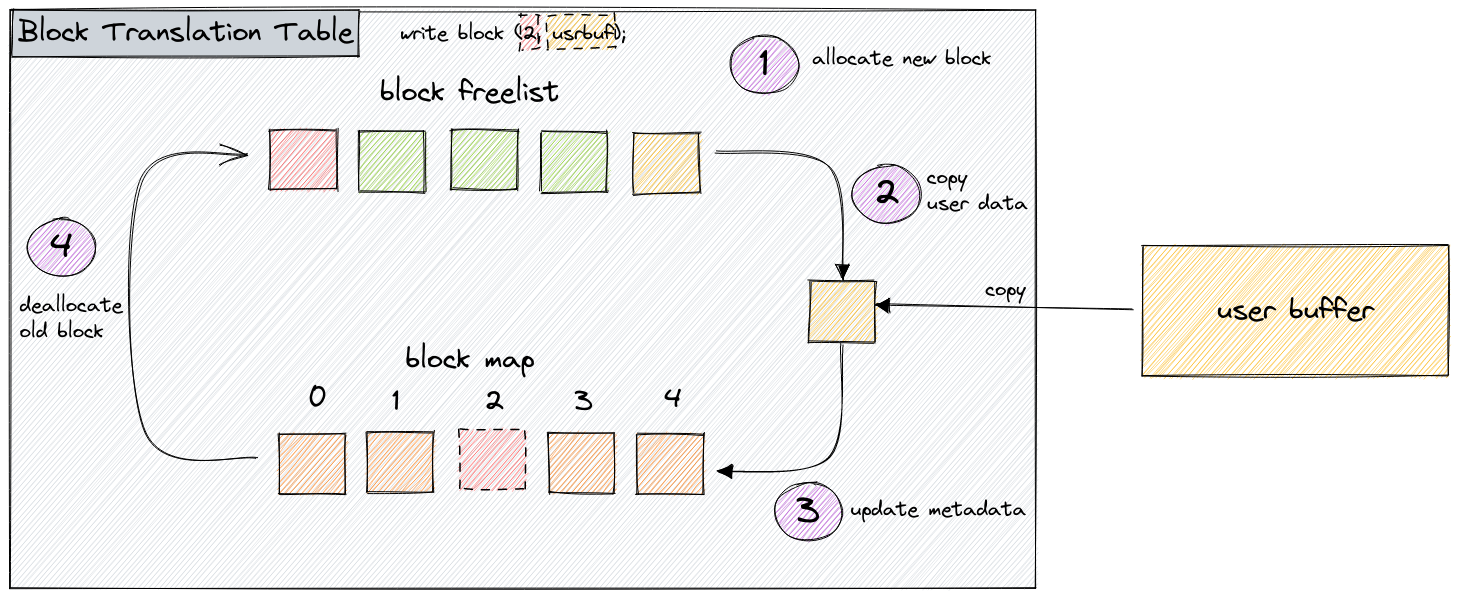 Block Translation Table
write block (2, usrbuf);
1
allocate new block
block freelist
2
copy
user data
4
deallocate
old block
copy
user buffer
block map
0 1 2 3 4
3
update metadata